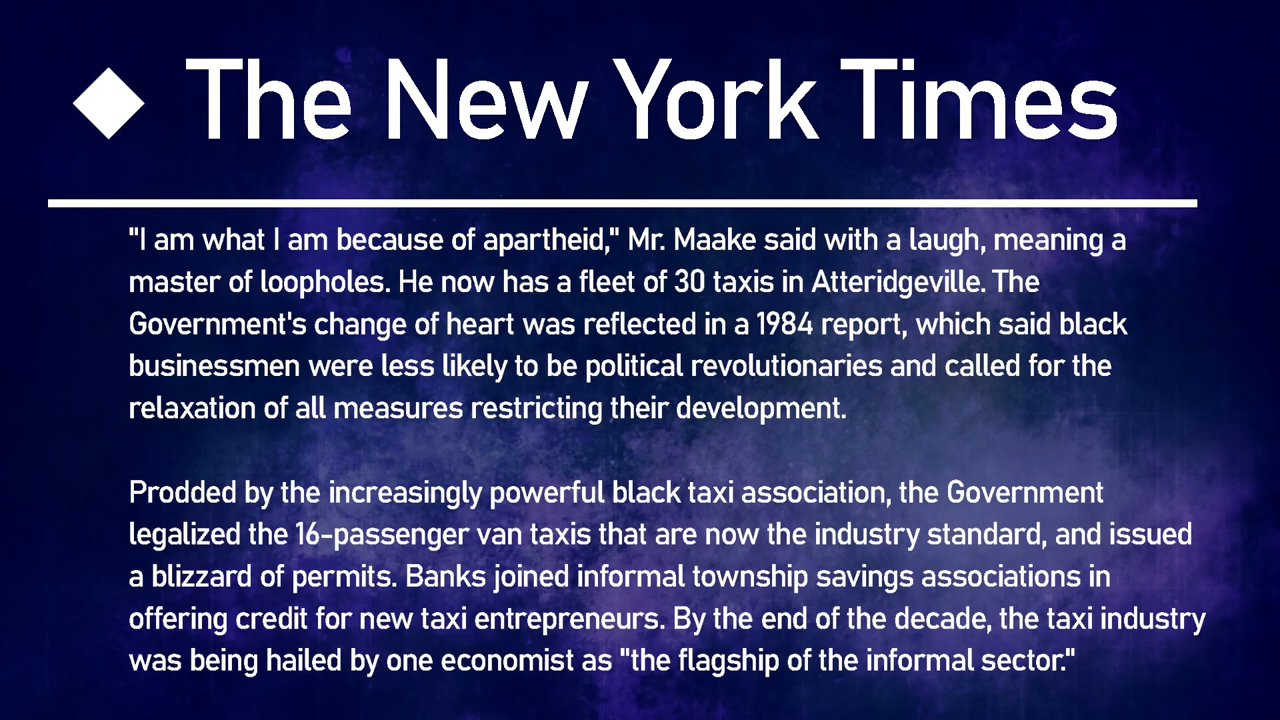 The New York Times
"I am what I am because of apartheid," Mr. Maake said with a laugh, meaning a
master of loopholes. He now has a fleet of 30 taxis in Atteridgeville. The
Government's change of heart was reflected in a 1984 report, which said black
businessmen were less likely to be political revolutionaries and called for the
relaxation of all measures restricting their development.
Prodded by the increasingly powerful black taxi association, the Government
legalized the 16-passenger van taxis that are now the industry standard, and issued
a blizzard of permits. Banks joined informal township savings associations in
offering credit for new taxi entrepreneurs. By the end of the decade, the taxi industry
was being hailed by one economist as "the flagship of the informal sector."